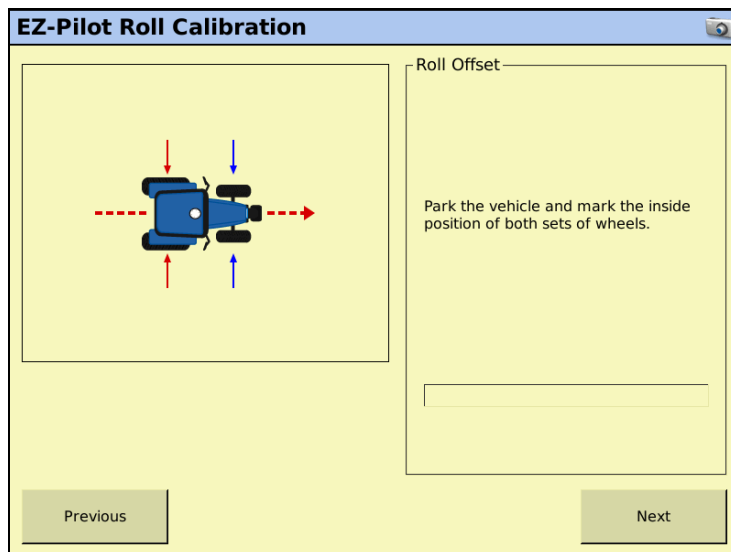 EZ-Pilot Roll Calibration
Roll Offset
Park the vehicle and mark the inside
position of both sets of wheels.
Previous
Next